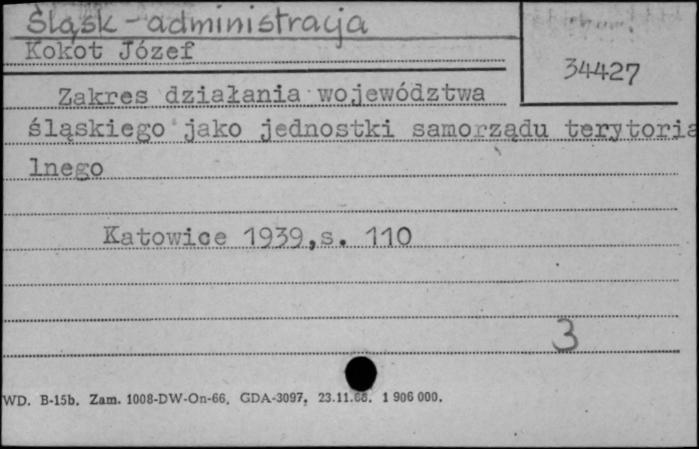 Śląsk - administracja
Kokot Józef
34427
Zakres działania województwa
śląskiego jako jednostki samorządu terytoria
lnego
Katowice 1939,s. 110
3
WD. B-15b. Zam. 1008-DW-On-66. GDA-3097, 23.11.66. 1 906 000.